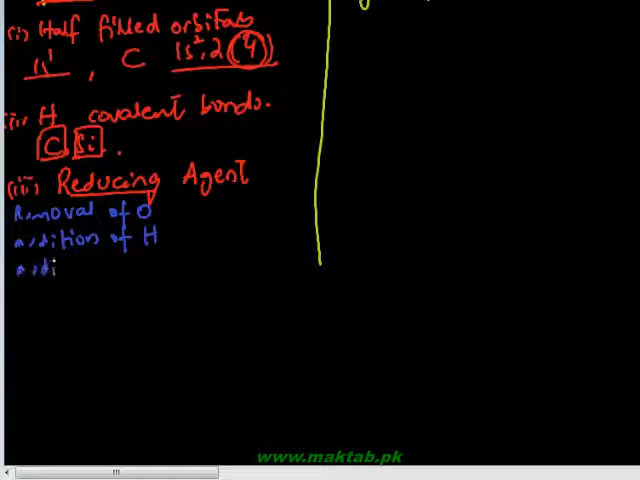 (i) Half filled orbitals
1s¹, C 1s², 2(4)
(ii) H covalent bonds.
C, Si.
(iii) Reducing Agent
Removal of O
addition of H
addi
www.maktab.pk